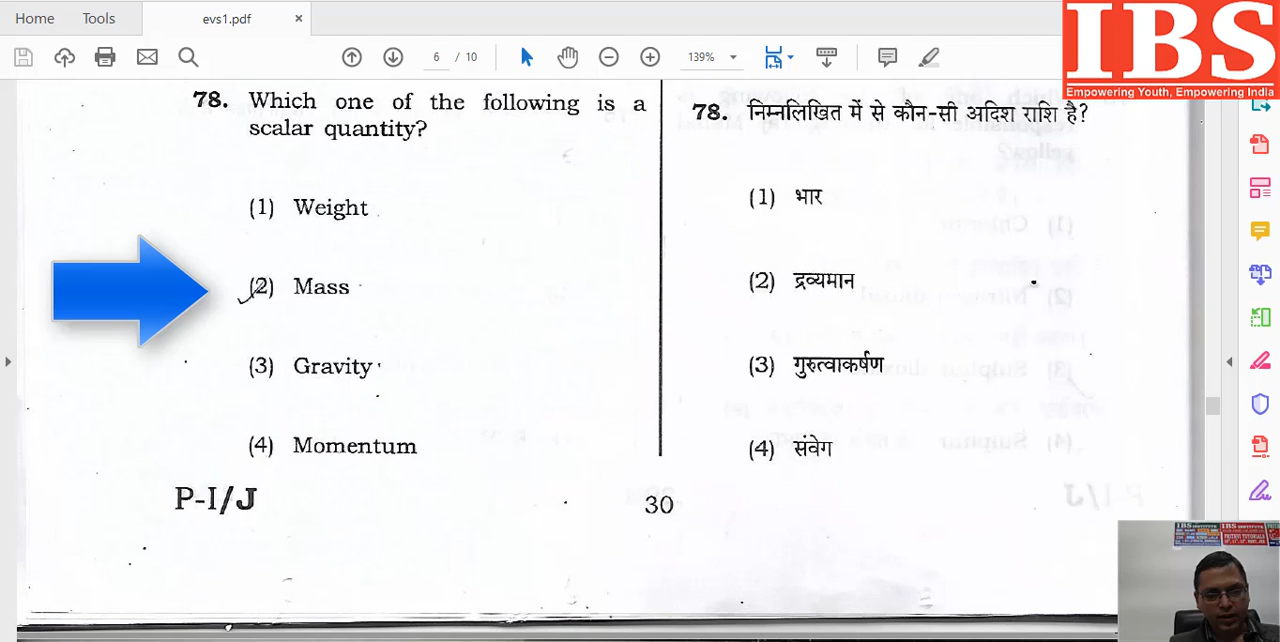 Home Tools evs1.pdf ×
6 / 10 139%
IBS
Empowering Youth, Empowering India
78. Which one of the following is a
scalar quantity?
(1) Weight
(2) Mass
(3) Gravity
(4) Momentum
78. निम्नलिखित में से कौन-सी अदिश राशि है?
(1) भार
(2) द्रव्यमान
(3) गुरुत्वाकर्षण
(4) संवेग
P-I/J
30
IBS